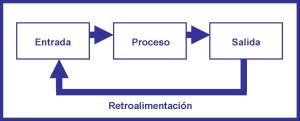 Entrada
Proceso
Salida
Retroalimentación